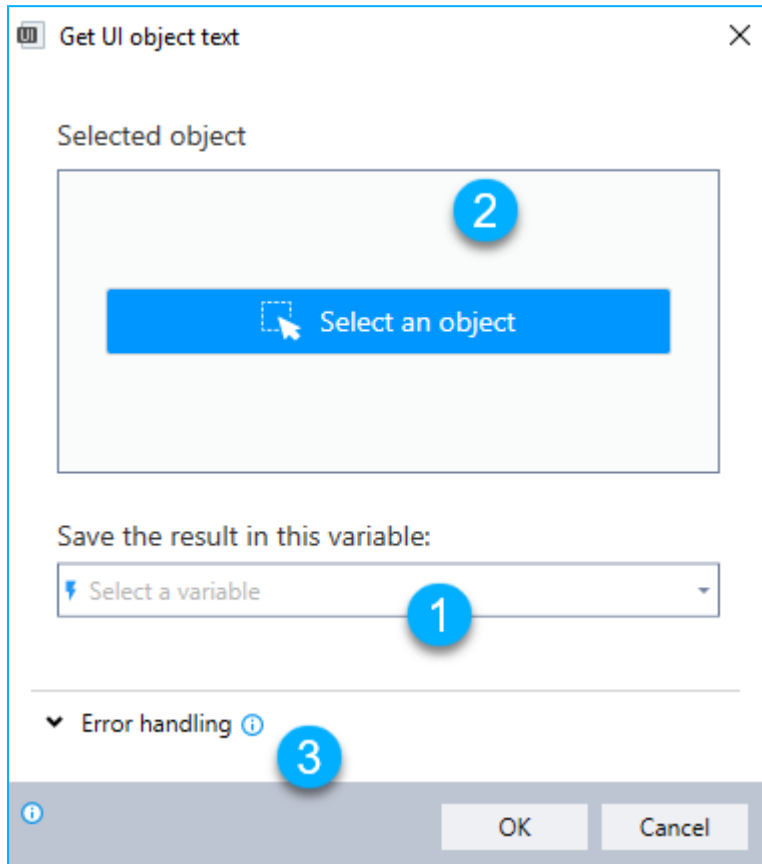 UI Get UI object text
Selected object
2
Select an object
Save the result in this variable:
Select a variable
1
Error handling
3
OK Cancel